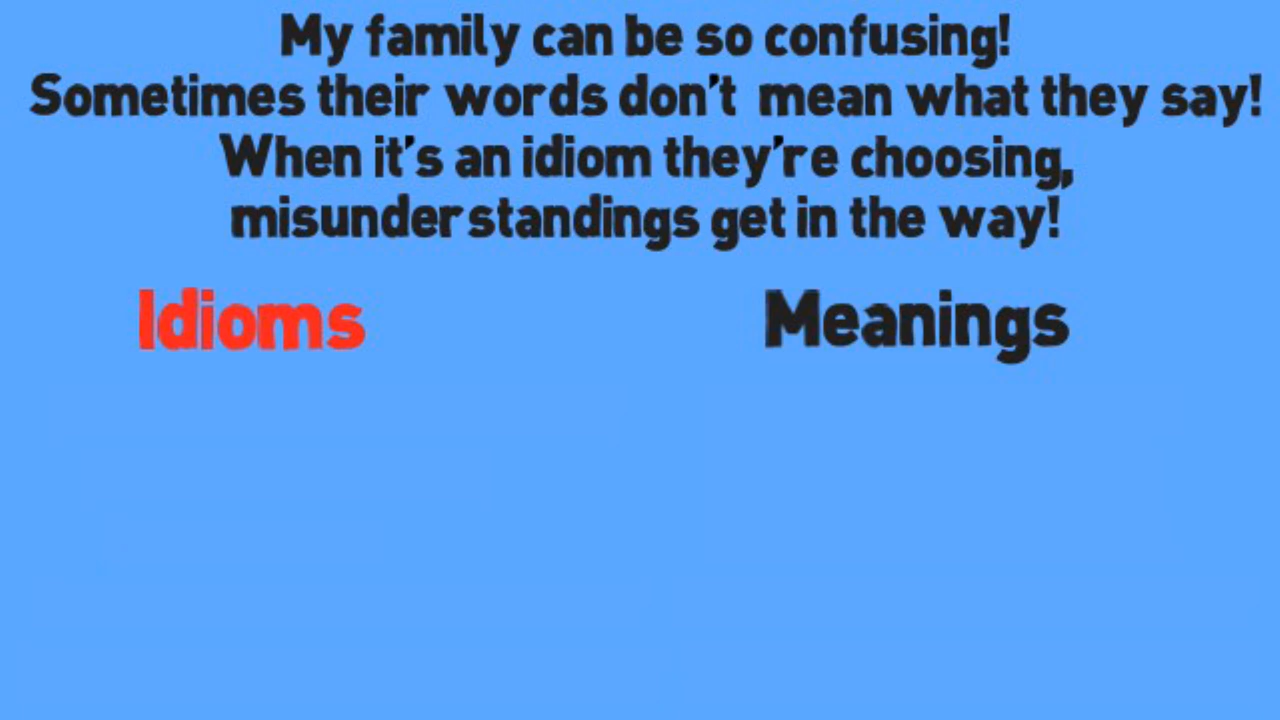 My family can be so confusing!
Sometimes their words don't mean what they say!
When it's an idiom they're choosing,
misunderstandings get in the way!
Idioms Meanings